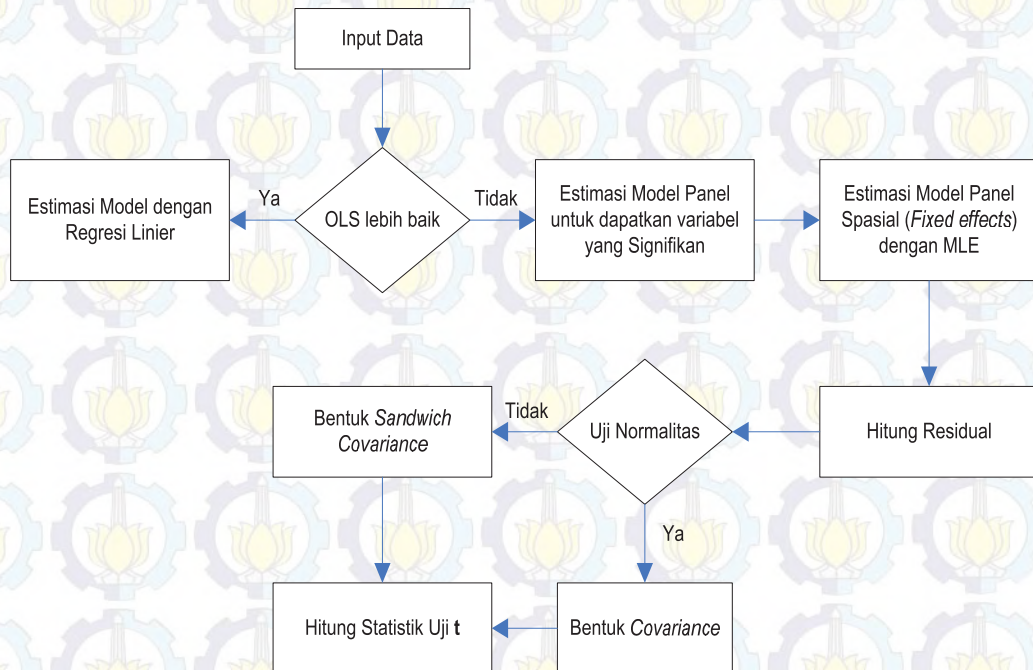 Input Data
Estimasi Model dengan
Regresi Linier
Ya
OLS lebih baik
Tidak
Estimasi Model Panel
untuk dapatkan variabel
yang Signifikan
Estimasi Model Panel
Spasial (Fixed effects)
dengan MLE
Bentuk Sandwich
Covariance
Tidak
Uji Normalitas
Hitung Residual
Ya
Hitung Statistik Uji t
Bentuk Covariance